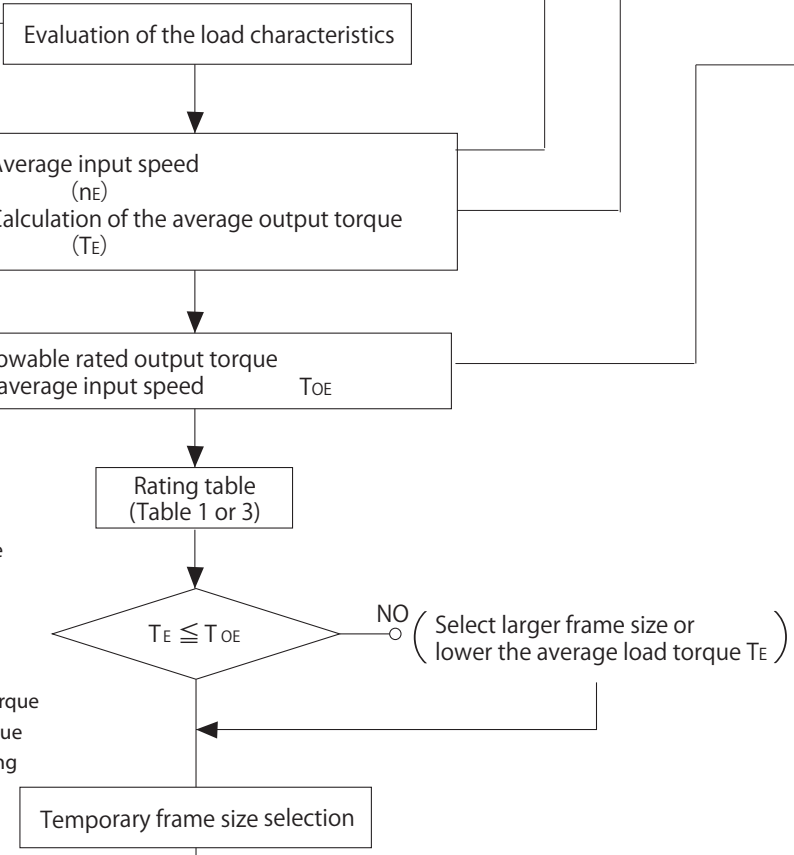 Evaluation of the load characteristics
Average input speed
(nE)
Calculation of the average output torque
(TE)
owable rated output torque
average input speed TOE
Rating table
(Table 1 or 3)
e
TE ≦ TOE
NO
(Select larger frame size or
lower the average load torque TE)
rque
ue
ng
Temporary frame size selection